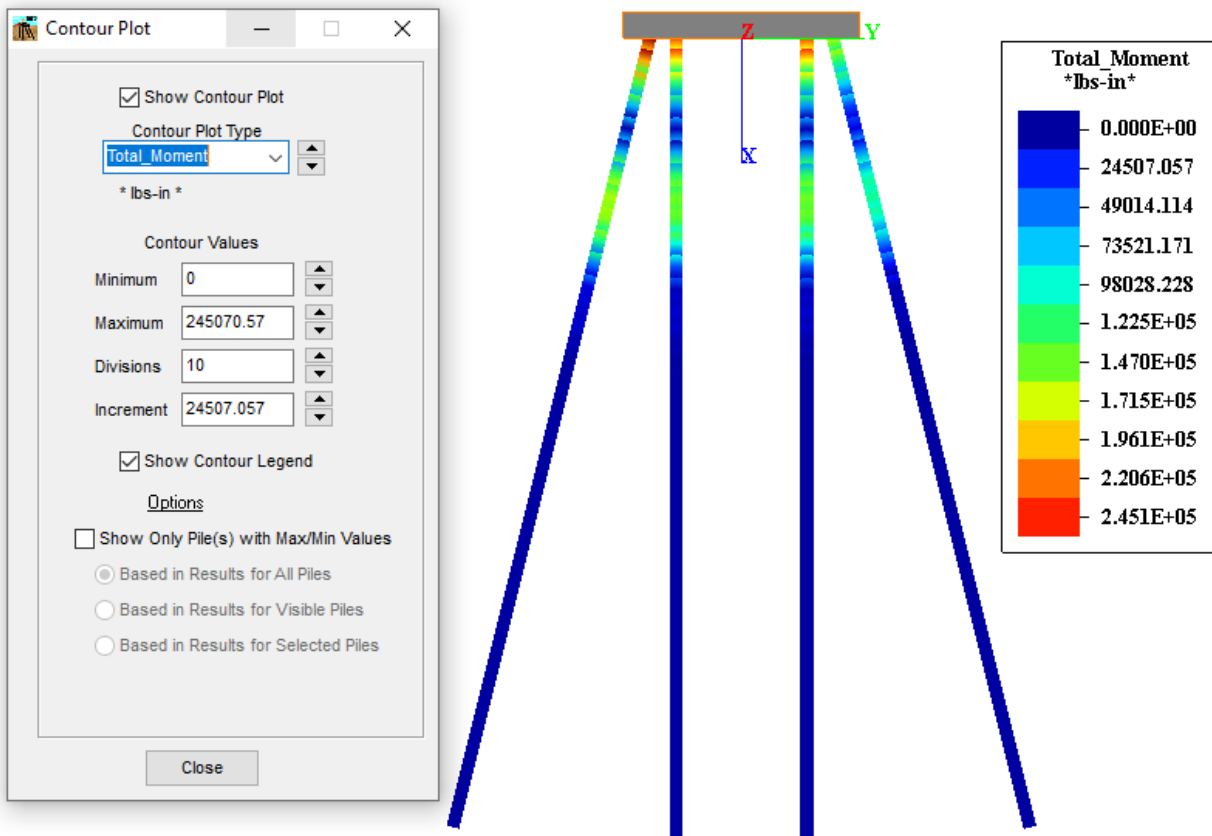 Contour Plot
Show Contour Plot
Contour Plot Type
Total_Moment
* lbs-in *
Contour Values
Minimum 0
Maximum 245070.57
Divisions 10
Increment 24507.057
Show Contour Legend
Options
Show Only Pile(s) with Max/Min Values
Based in Results for All Piles
Based in Results for Visible Piles
Based in Results for Selected Piles
Close
Z Y
X
Total_Moment
*lbs-in*
0.000E+00
24507.057
49014.114
73521.171
98028.228
1.225E+05
1.470E+05
1.715E+05
1.961E+05
2.206E+05
2.451E+05